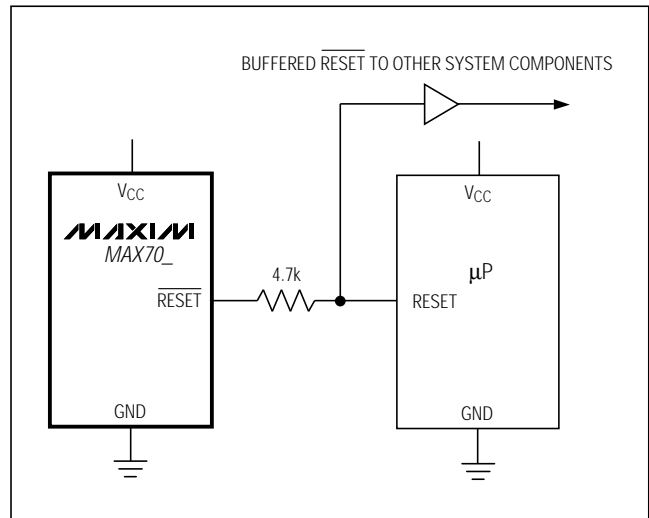 BUFFERED RESET TO OTHER SYSTEM COMPONENTS
VCC
MAXIM
MAX70_
RESET
GND
4.7k
VCC
μP
RESET
GND